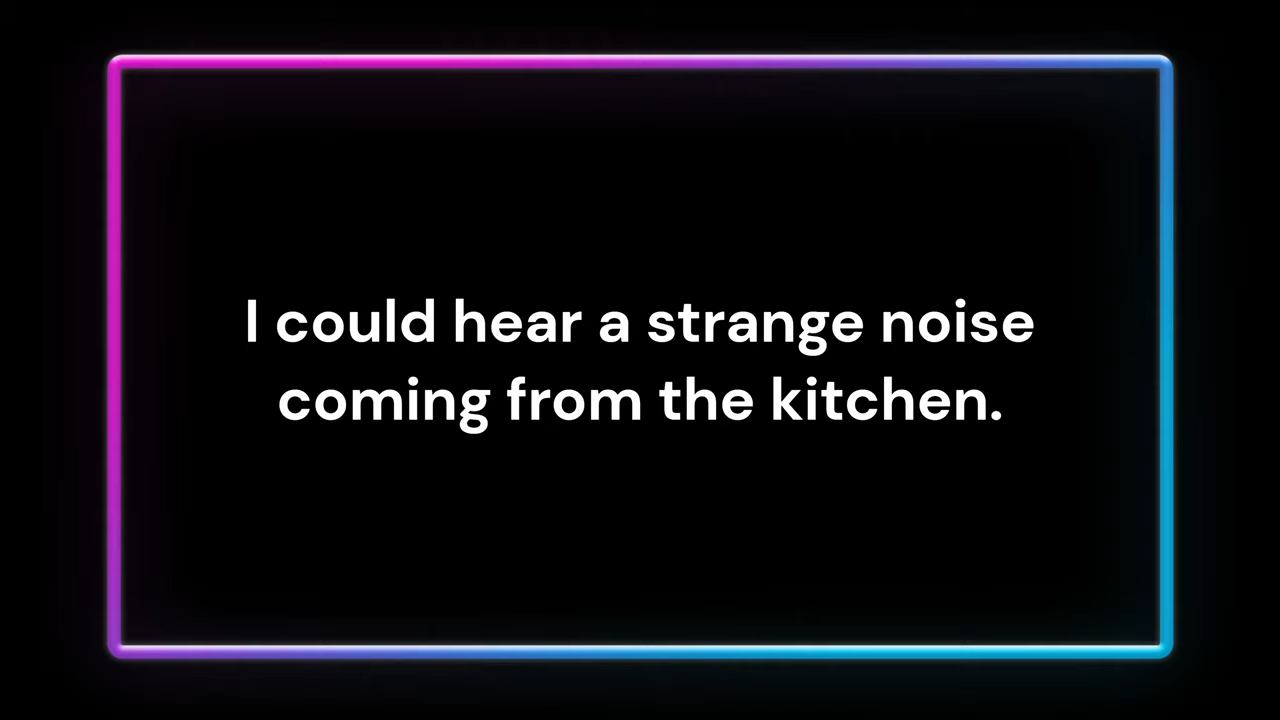 I could hear a strange noise
coming from the kitchen.